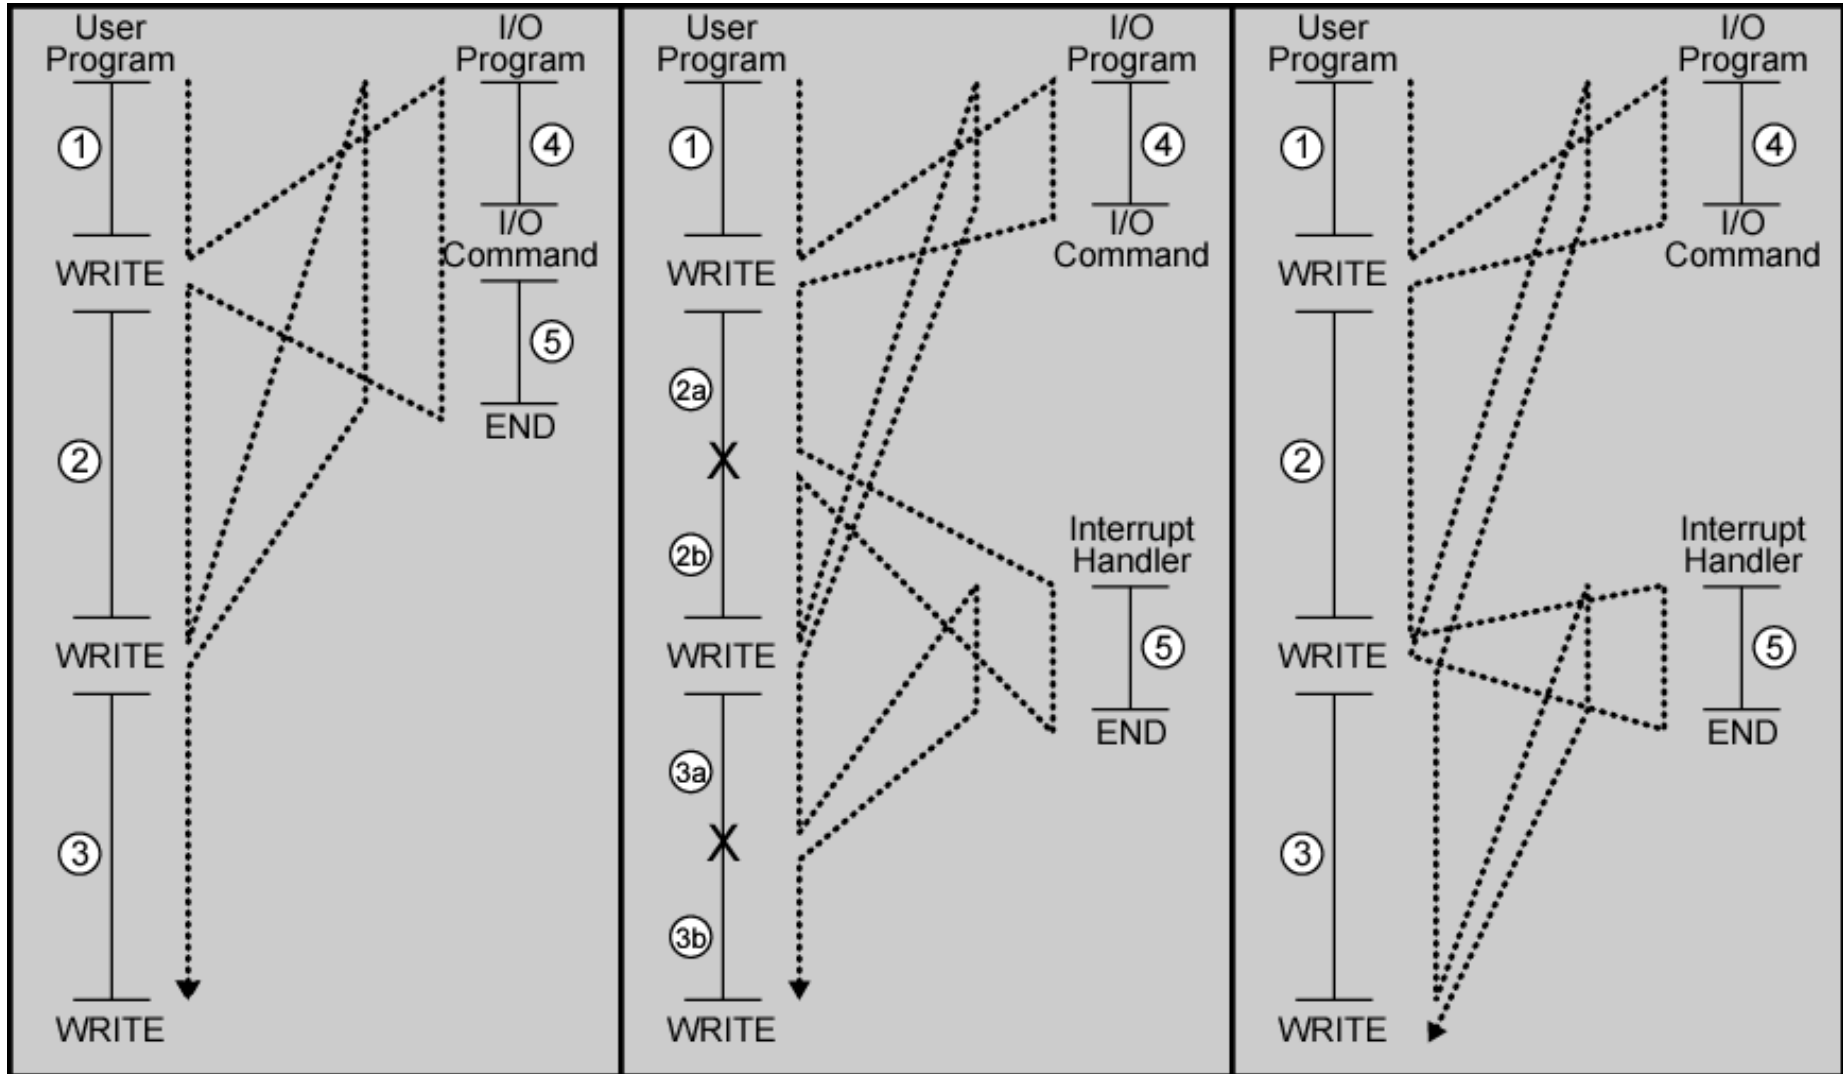 User
Program
I/O
Program
1
4
I/O
Command
WRITE
5
END
2
WRITE
3
WRITE
User
Program
I/O
Program
1
4
I/O
Command
WRITE
2a
X
2b
Interrupt
Handler
5
WRITE
END
3a
X
3b
WRITE
User
Program
I/O
Program
1
4
I/O
Command
WRITE
2
Interrupt
Handler
5
WRITE
END
3
WRITE